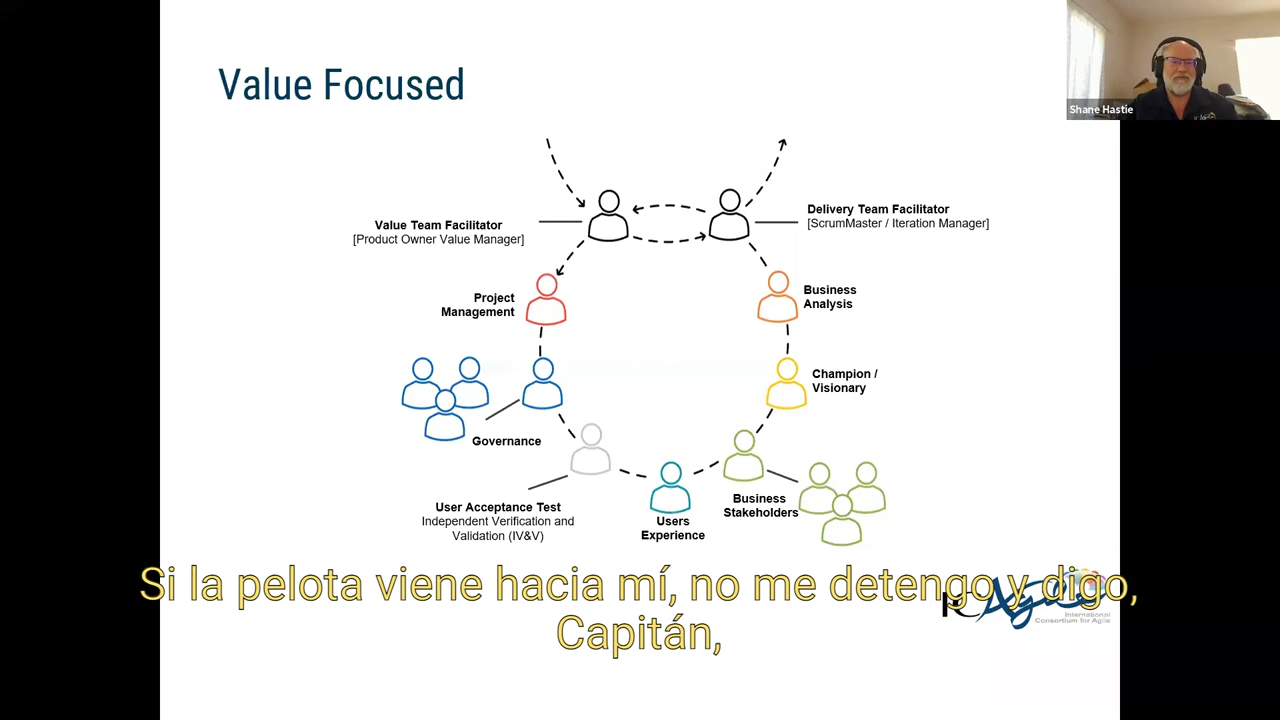 Value Focused
Shane Hastie
Value Team Facilitator
[Product Owner Value Manager]
Delivery Team Facilitator
[ScrumMaster / Iteration Manager]
Project
Management
Business
Analysis
Champion /
Visionary
Governance
User Acceptance Test
Independent Verification and
Validation (IV&V)
Users
Experience
Business
Stakeholders
Si la pelota viene hacia mí, no me detengo y digo,
Capitán,
International
Consortium for Agile